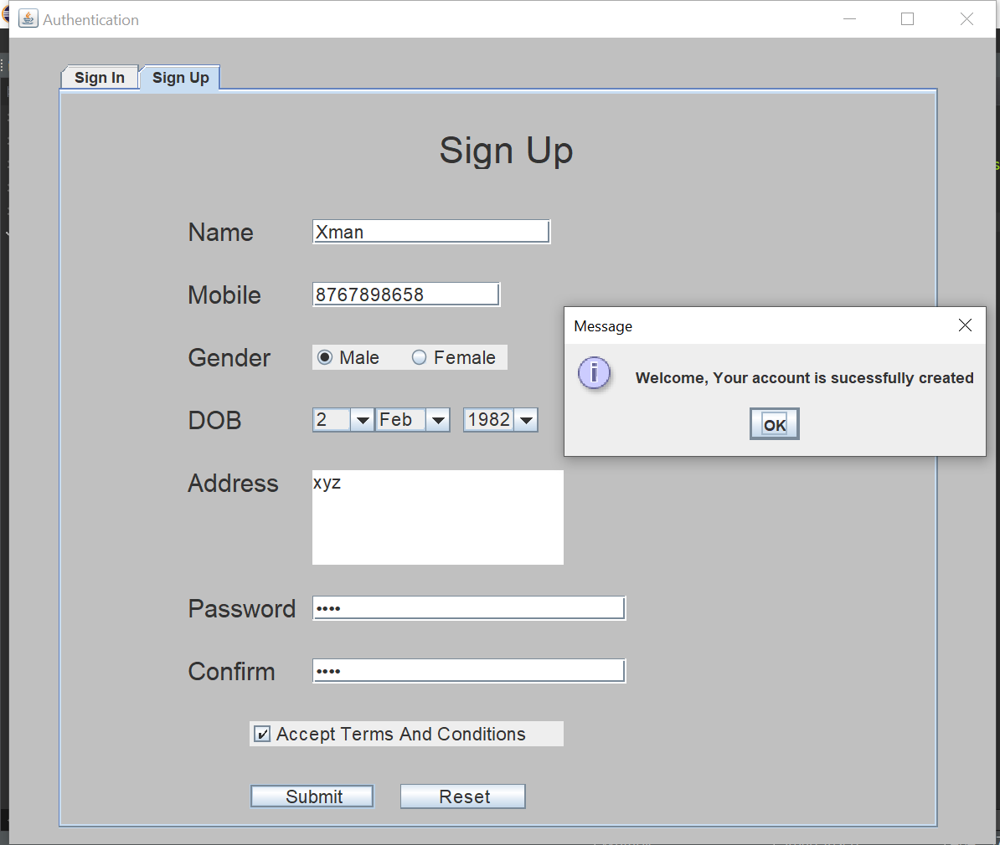 Authentication
Sign In Sign Up
Sign Up
Name Xman
Mobile 8767898658
Message
Gender Male Female
Welcome, Your account is sucessfully created
DOB 2 Feb 1982
OK
Address xyz
Password ••••
Confirm ••••
Accept Terms And Conditions
Submit Reset